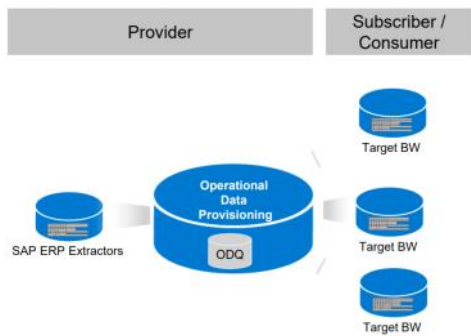 Provider
Subscriber /
Consumer
Target BW
Operational
Data
Provisioning
ODQ
SAP ERP Extractors
Target BW
Target BW